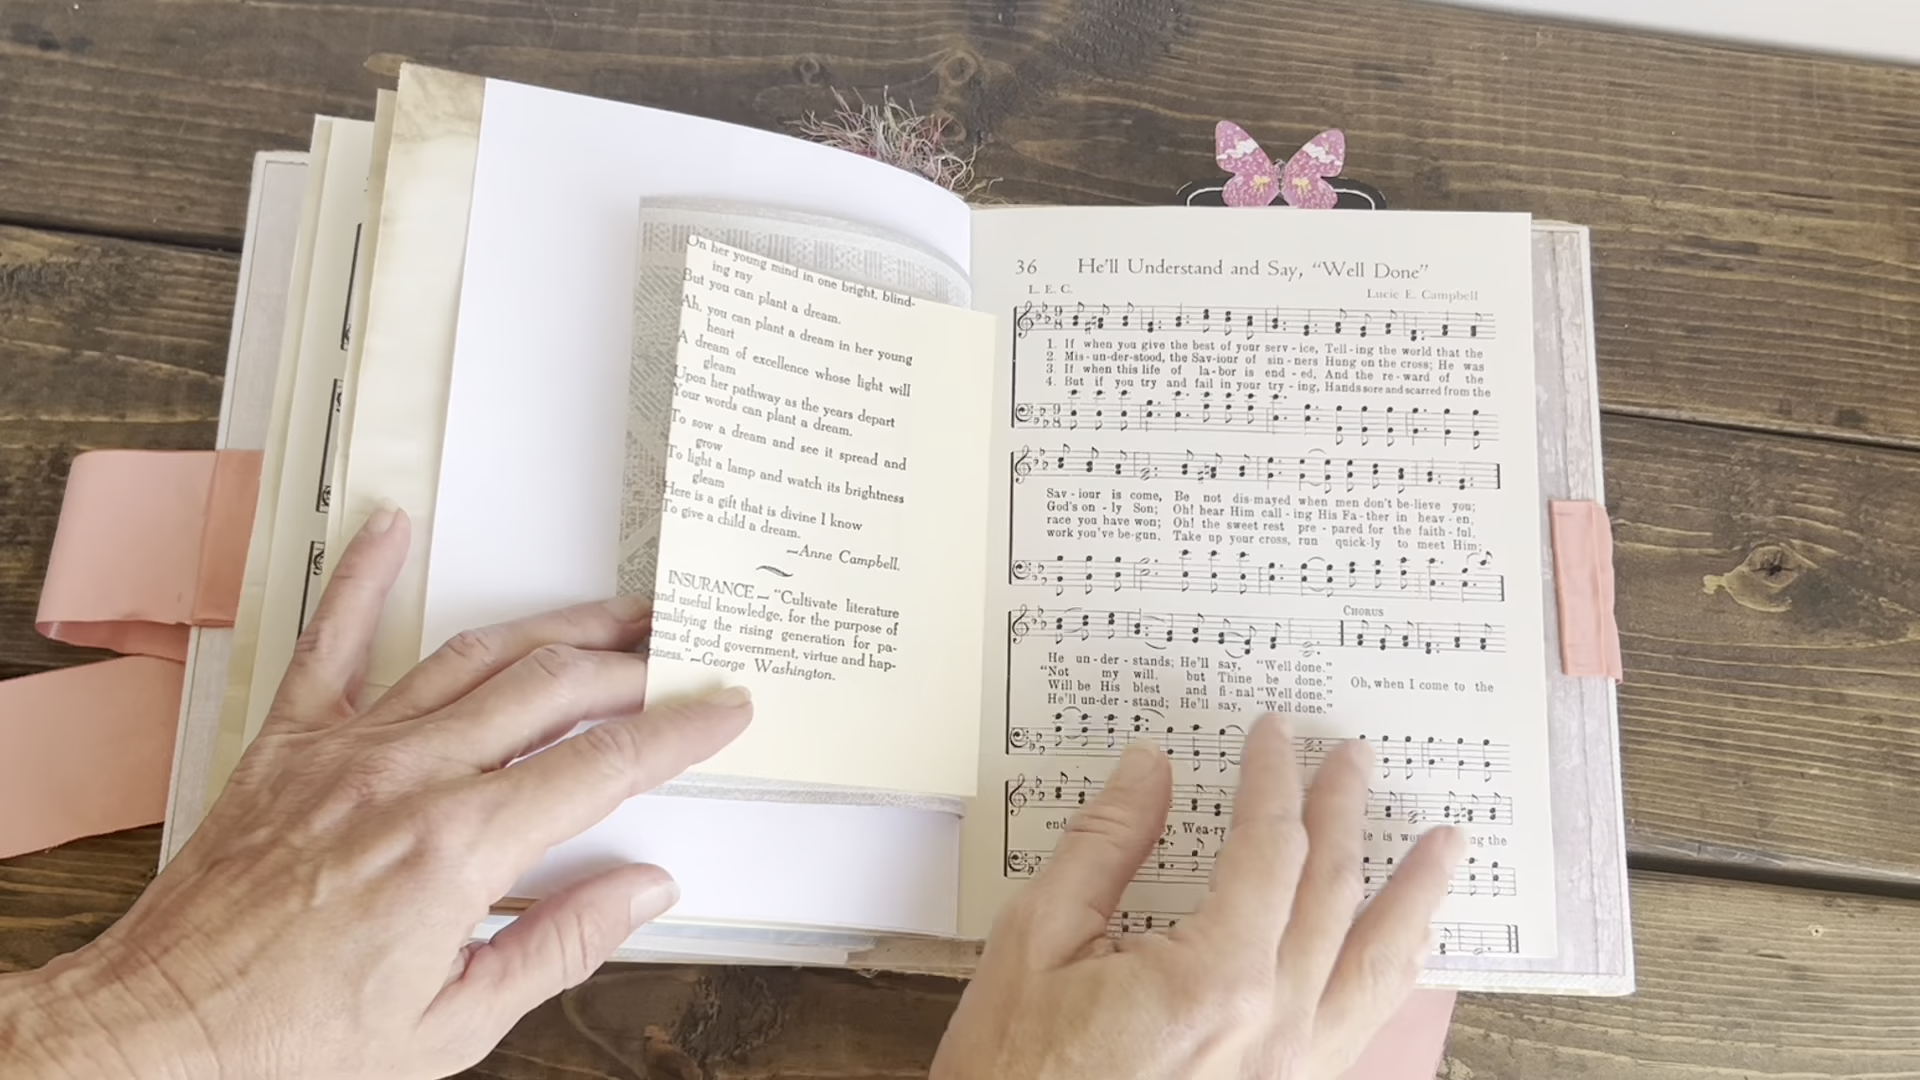 On her young mind in one bright, blind-
ing ray
But you can plant a dream.
Ah, you can plant a dream in her young
heart
A dream of excellence whose light will
gleam
Upon her pathway as the years depart
Your words can plant a dream.
To sow a dream and see it spread and
grow
To light a lamp and watch its brightness
gleam
Here is a gift that is divine I know
To give a child a dream.
—Anne Campbell.
INSURANCE — "Cultivate literature
and useful knowledge, for the purpose of
qualifying the rising generation for pa-
trons of good government, virtue and hap-
piness."—George Washington.
36 He'll Understand and Say, "Well Done"
L. E. C. Lucie E. Campbell
1. If when you give the best of your serv - ice, Tell - ing the world that the
2. Mis - un-der-stood, the Sav-iour of sin - ners Hung on the cross; He was
3. If when this life of la - bor is end - ed, And the re - ward of the
4. But if you try and fail in your try - ing, Hands sore and scarred from the
Sav - iour is come, Be not dis-mayed when men don't be-lieve you;
God's on - ly Son; Oh! hear Him call - ing His Fa - ther in heav - en,
race you have won; Oh! the sweet rest pre - pared for the faith - ful,
work you've be-gun, Take up your cross, run quick-ly to meet Him;
CHORUS
He un - der - stands; He'll say, "Well done."
"Not my will, but Thine be done." Oh, when I come to the
Will be His blest and fi - nal "Well done."
He'll un-der - stand; He'll say, "Well done."
end Wea-ry is the